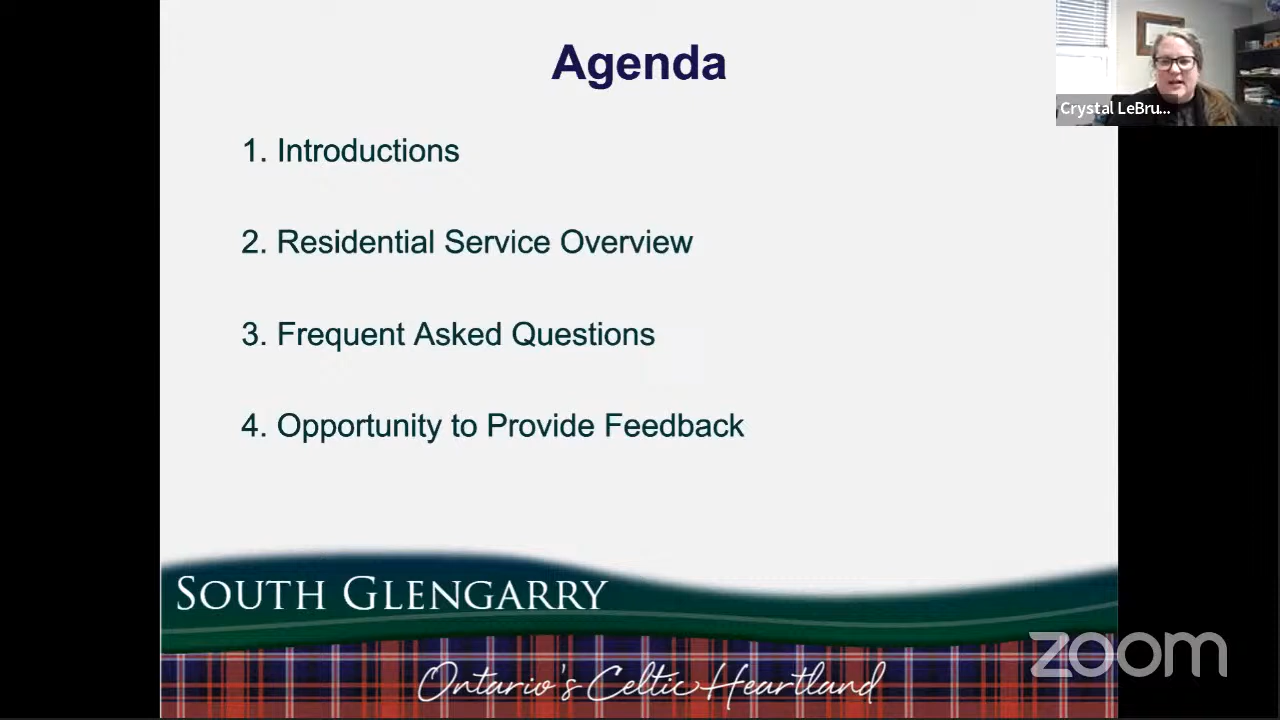 Agenda
Crystal LeBru...
1. Introductions
2. Residential Service Overview
3. Frequent Asked Questions
4. Opportunity to Provide Feedback
SOUTH GLENGARRY
zoom
Ontario's Celtic Heartland